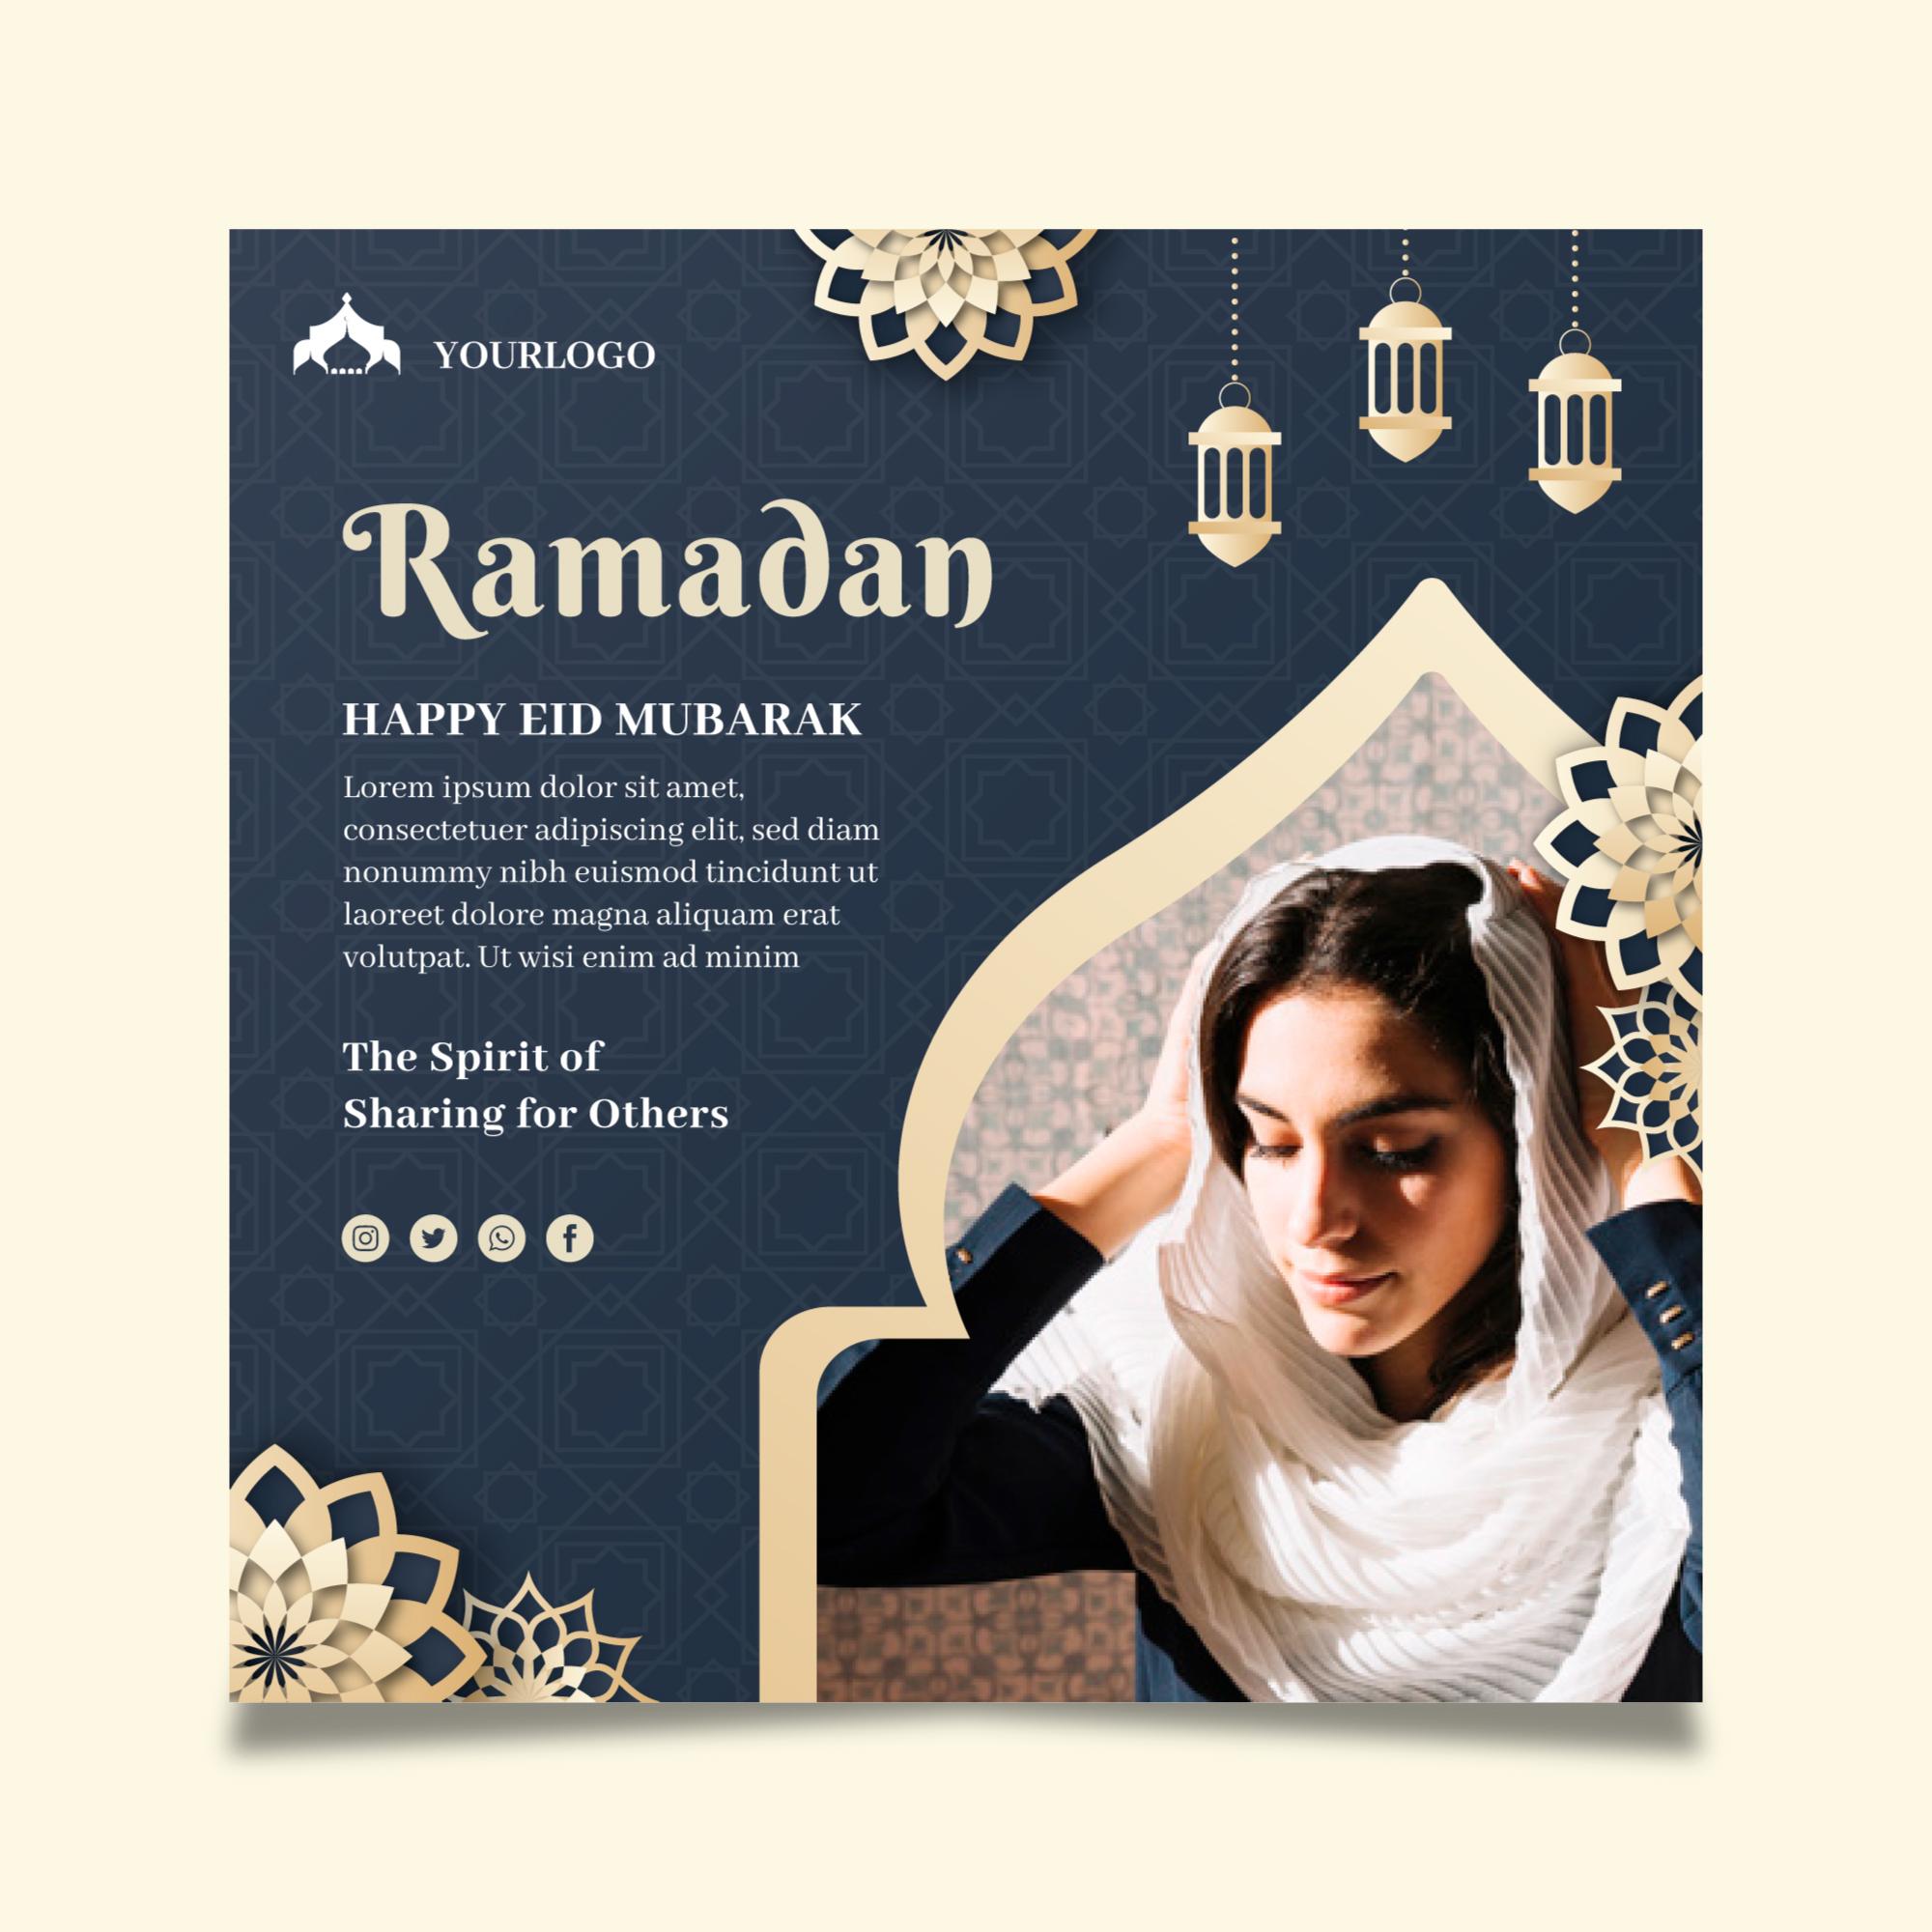 YOURLOGO
Ramadan
HAPPY EID MUBARAK
Lorem ipsum dolor sit amet,
consectetuer adipiscing elit, sed diam
nonummy nibh euismod tincidunt ut
laoreet dolore magna aliquam erat
volutpat. Ut wisi enim ad minim
The Spirit of
Sharing for Others